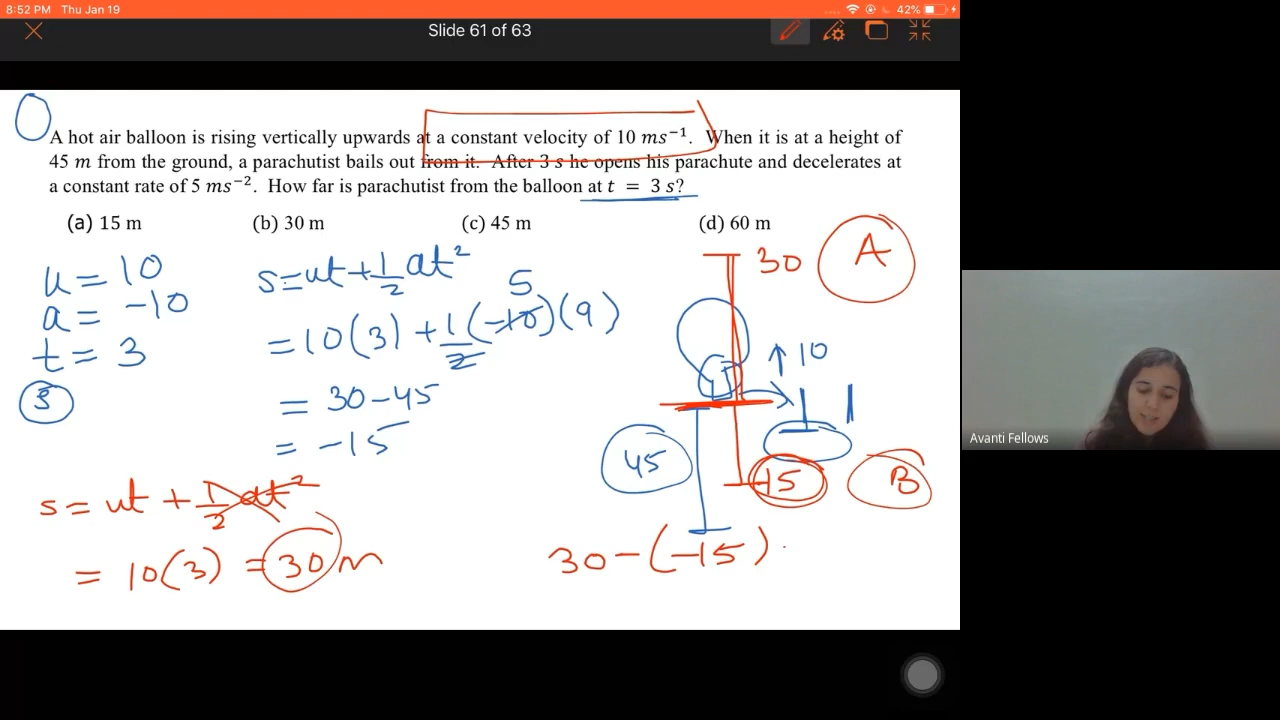 8:52 PM Thu Jan 19
42%
Slide 61 of 63
A hot air balloon is rising vertically upwards at a constant velocity of 10 ms⁻¹. When it is at a height of
45 m from the ground, a parachutist bails out from it. After 3 s he opens his parachute and decelerates at
a constant rate of 5 ms⁻². How far is parachutist from the balloon at t = 3 s?
(a) 15 m (b) 30 m (c) 45 m (d) 60 m
u = 10
a = -10
t = 3
3
s = ut + 1/2 at²
5
= 10(3) + 1/2 (-10)(9)
= 30 - 45
= -15
30 A
↑ 10
45
-15 B
s = ut + 1/2 at²
= 10(3) = 30 m
30 - (-15)
Avanti Fellows